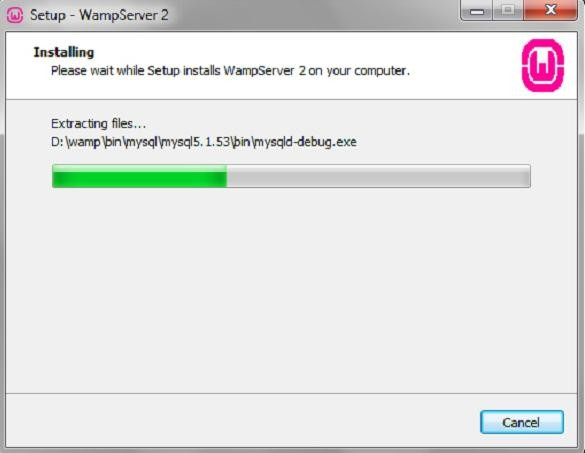 Setup - WampServer 2
Installing
Please wait while Setup installs WampServer 2 on your computer.
Extracting files...
D:\wamp\bin\mysql\mysql5.1.53\bin\mysqld-debug.exe
Cancel